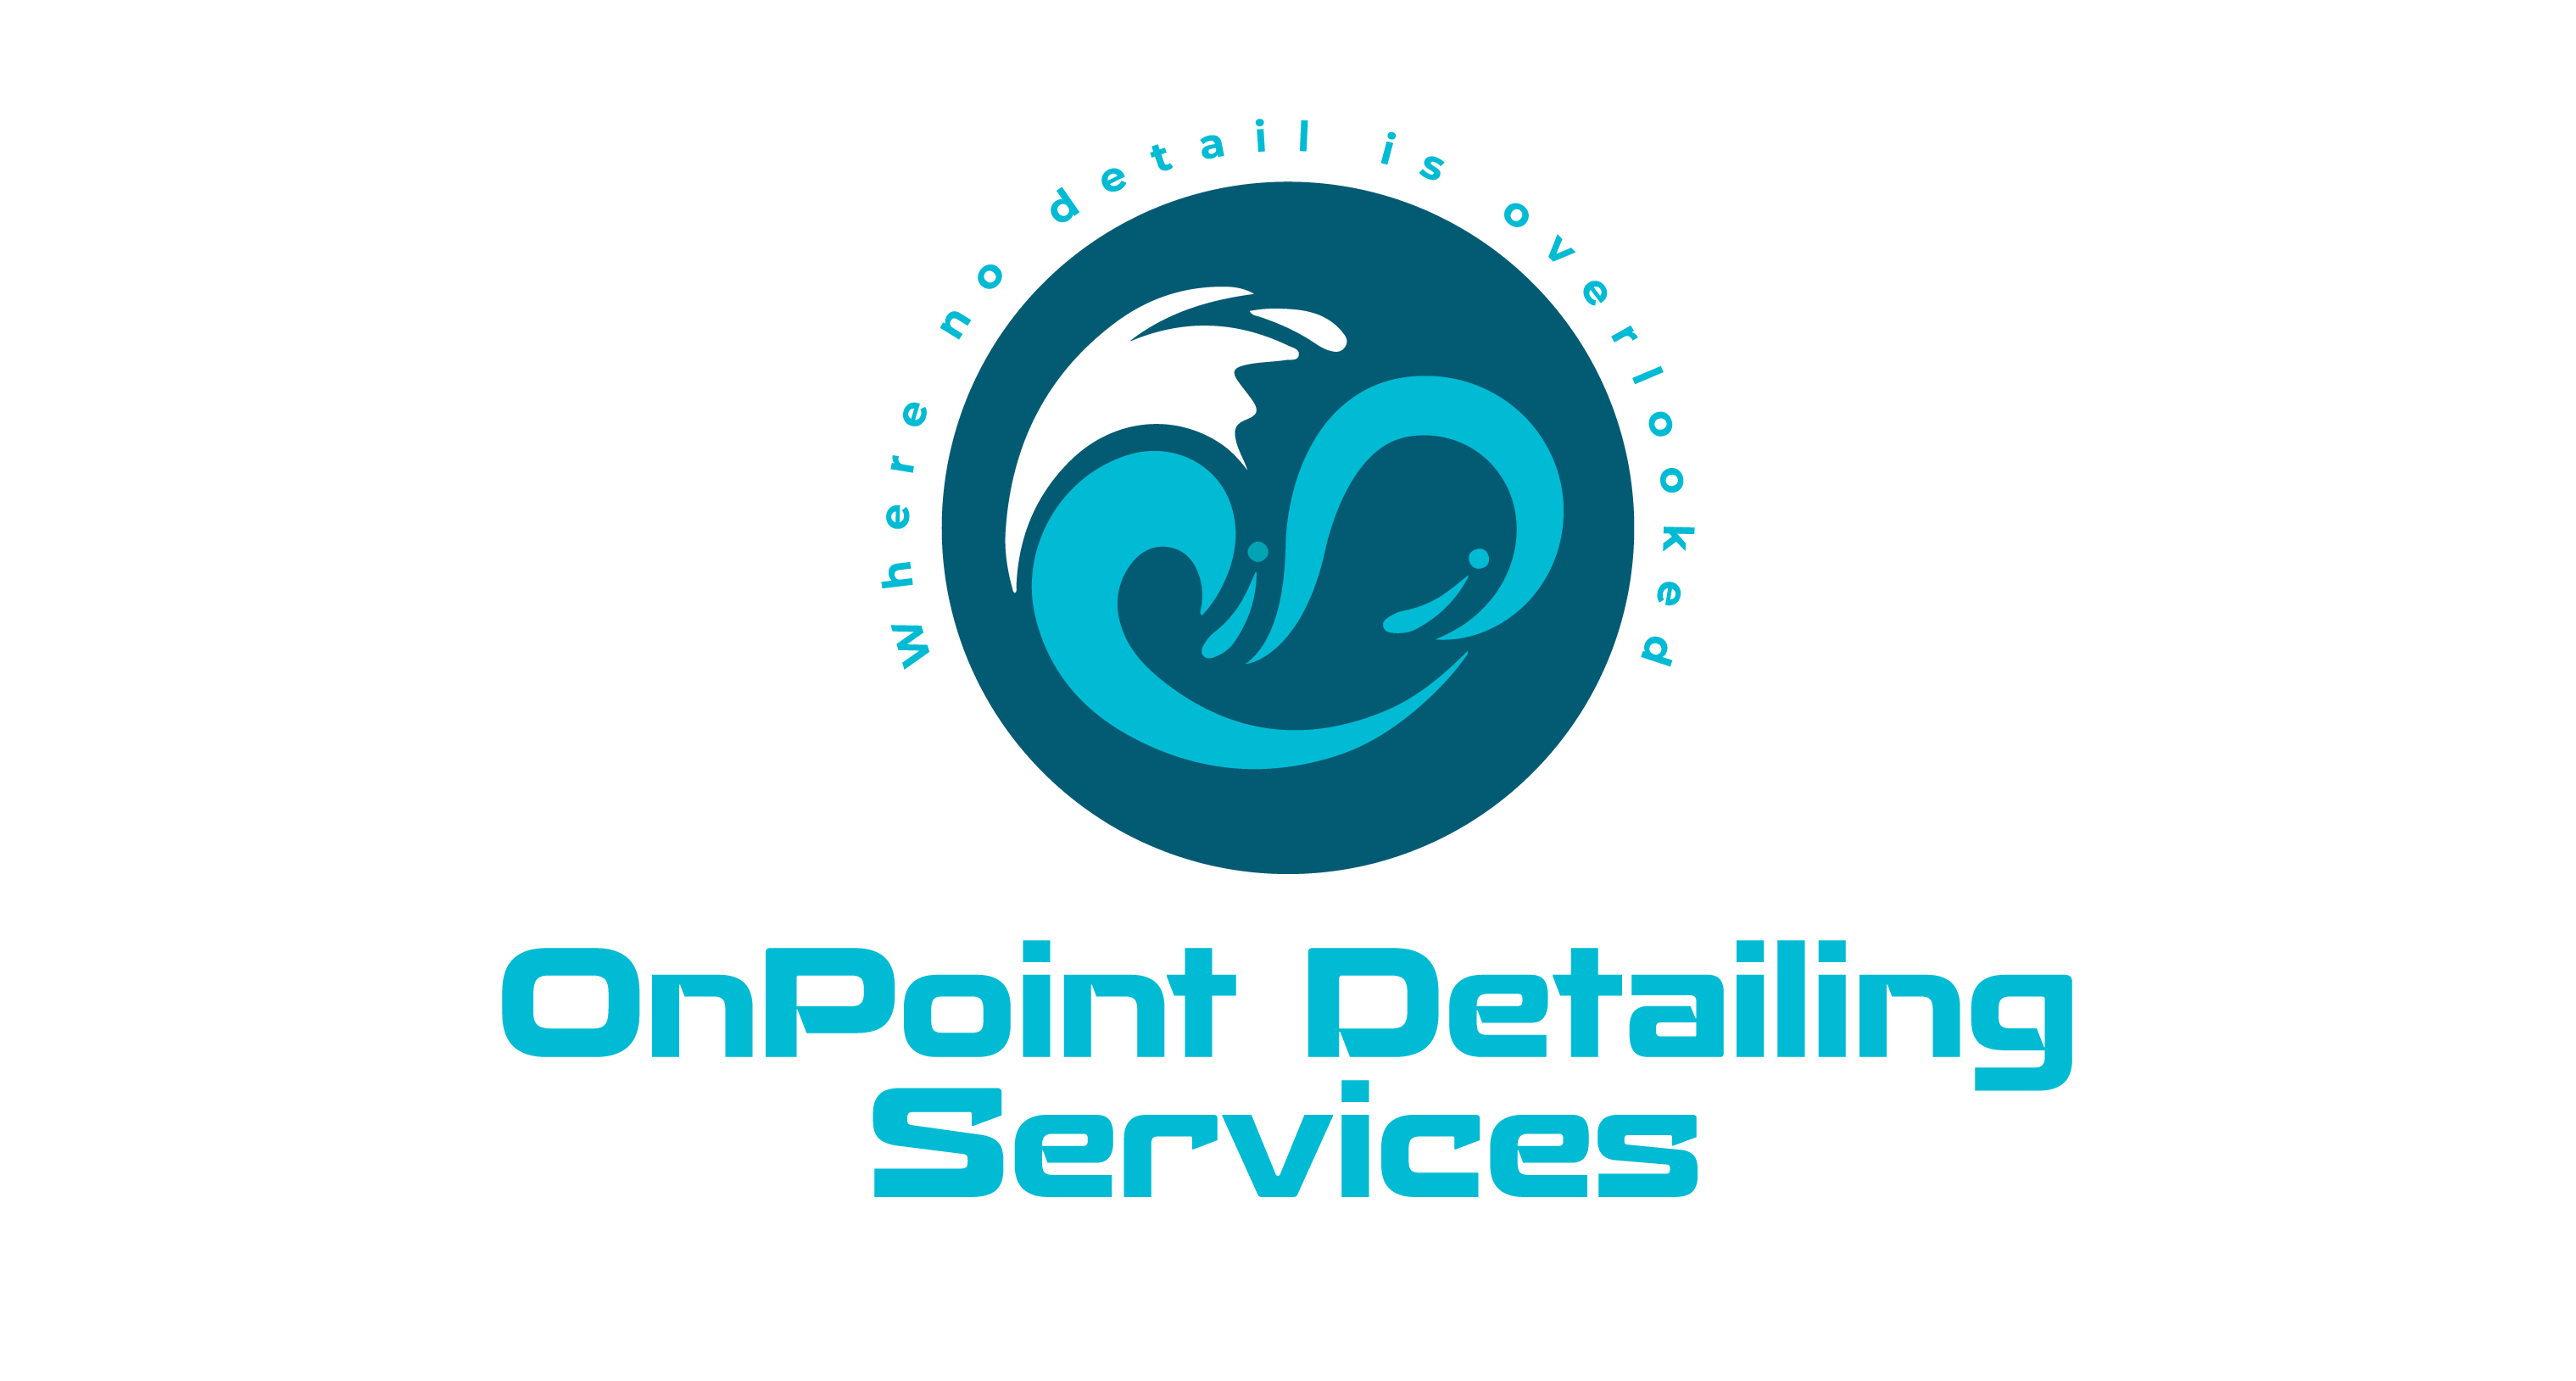 where no detail is overlooked
OnPoint Detailing
Services